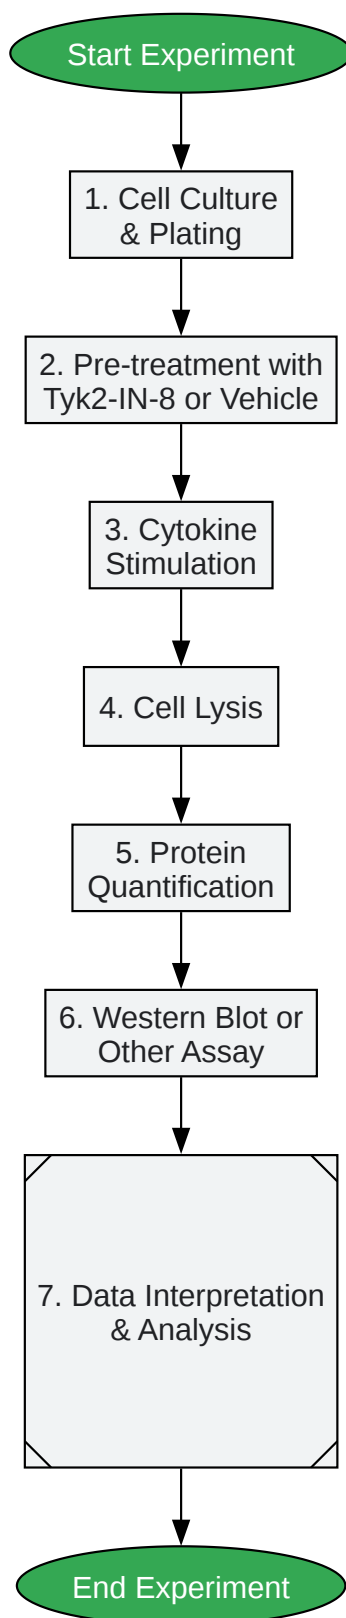 Start Experiment
1. Cell Culture
& Plating
2. Pre-treatment with
Tyk2-IN-8 or Vehicle
3. Cytokine
Stimulation
4. Cell Lysis
5. Protein
Quantification
6. Western Blot or
Other Assay
7. Data Interpretation
& Analysis
End Experiment